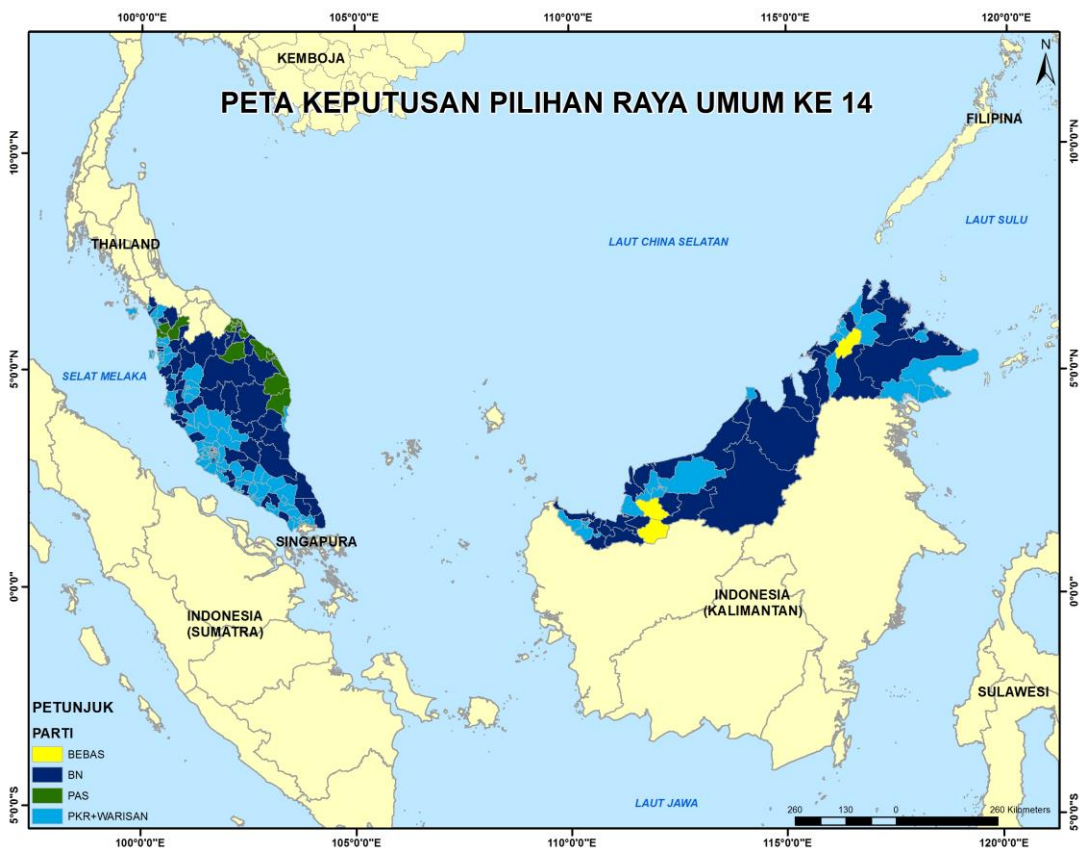 100°0'0"E 105°0'0"E 110°0'0"E 115°0'0"E 120°0'0"E
N
KEMBOJA
PETA KEPUTUSAN PILIHAN RAYA UMUM KE 14
FILIPINA
10°0'0"N 10°0'0"N
LAUT SULU
THAILAND
LAUT CHINA SELATAN
5°0'0"N 5°0'0"N
SELAT MELAKA
SINGAPURA
0°0'0" 0°0'0"
INDONESIA
(SUMATRA)
INDONESIA
(KALIMANTAN)
SULAWESI
PETUNJUK
PARTI
BEBAS
BN
PAS
PKR+WARISAN
LAUT JAWA
260 130 0 260 Kilometers
5°0'0"S 5°0'0"S
100°0'0"E 105°0'0"E 110°0'0"E 115°0'0"E 120°0'0"E